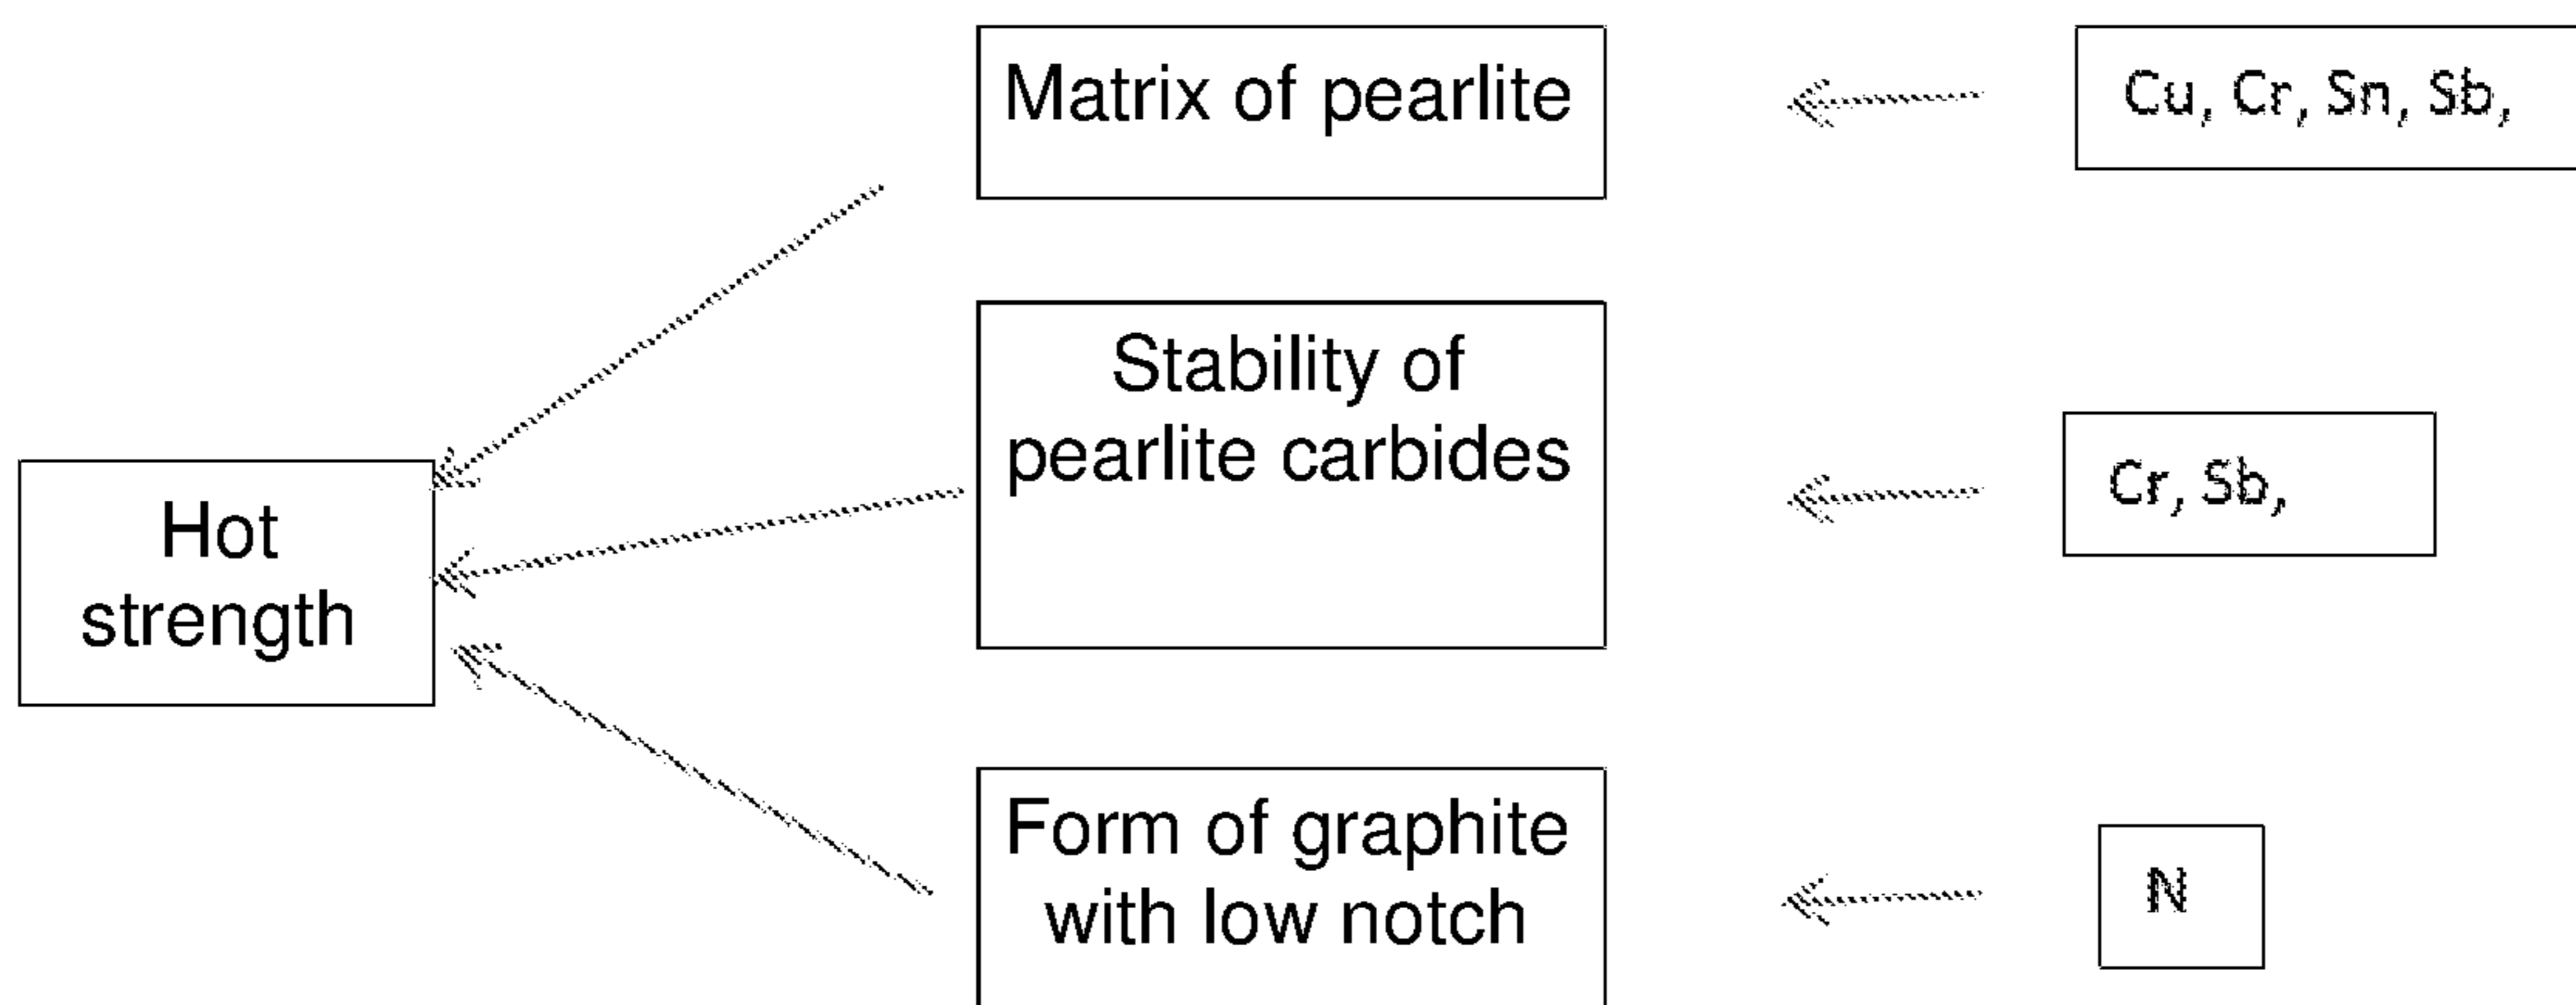 Matrix of pearlite
Cu, Cr, Sn, Sb,
Stability of
pearlite carbides
Cr, Sb,
Hot
strength
Form of graphite
with low notch
N